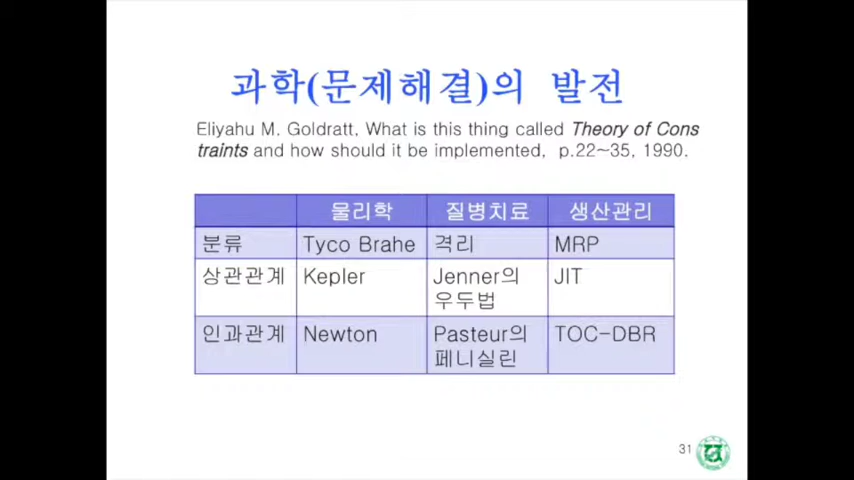 과학(문제해결)의 발전
Eliyahu M. Goldratt, What is this thing called Theory of Cons
traints and how should it be implemented, p.22~35, 1990.
물리학 질병치료 생산관리
분류 Tyco Brahe 격리 MRP
상관관계 Kepler Jenner의 JIT
우두법
인과관계 Newton Pasteur의 TOC-DBR
페니실린
31